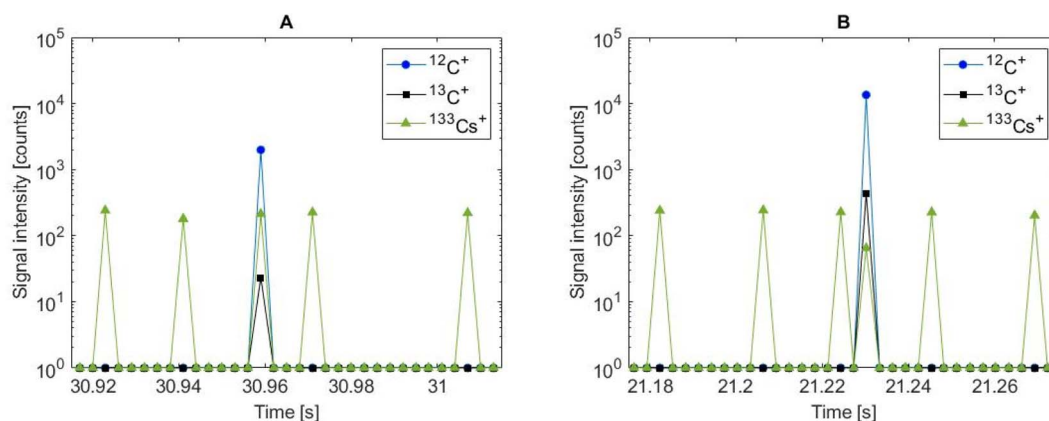 A
Signal intensity [counts]
10⁵
10⁴
10³
10²
10¹
10⁰
¹²C⁺
¹³C⁺
¹³³Cs⁺
30.92 30.94 30.96 30.98 31
Time [s]
B
Signal intensity [counts]
10⁵
10⁴
10³
10²
10¹
10⁰
¹²C⁺
¹³C⁺
¹³³Cs⁺
21.18 21.2 21.22 21.24 21.26
Time [s]